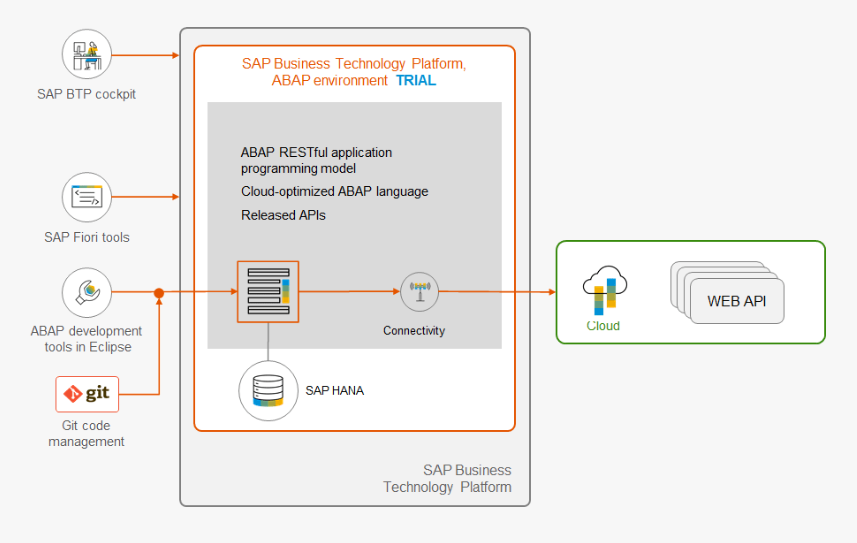 SAP BTP cockpit
SAP Fiori tools
ABAP development
tools in Eclipse
git
Git code
management
SAP Business Technology Platform,
ABAP environment TRIAL
ABAP RESTful application
programming model
Cloud-optimized ABAP language
Released APIs
Connectivity
SAP HANA
SAP Business
Technology Platform
Cloud
WEB API